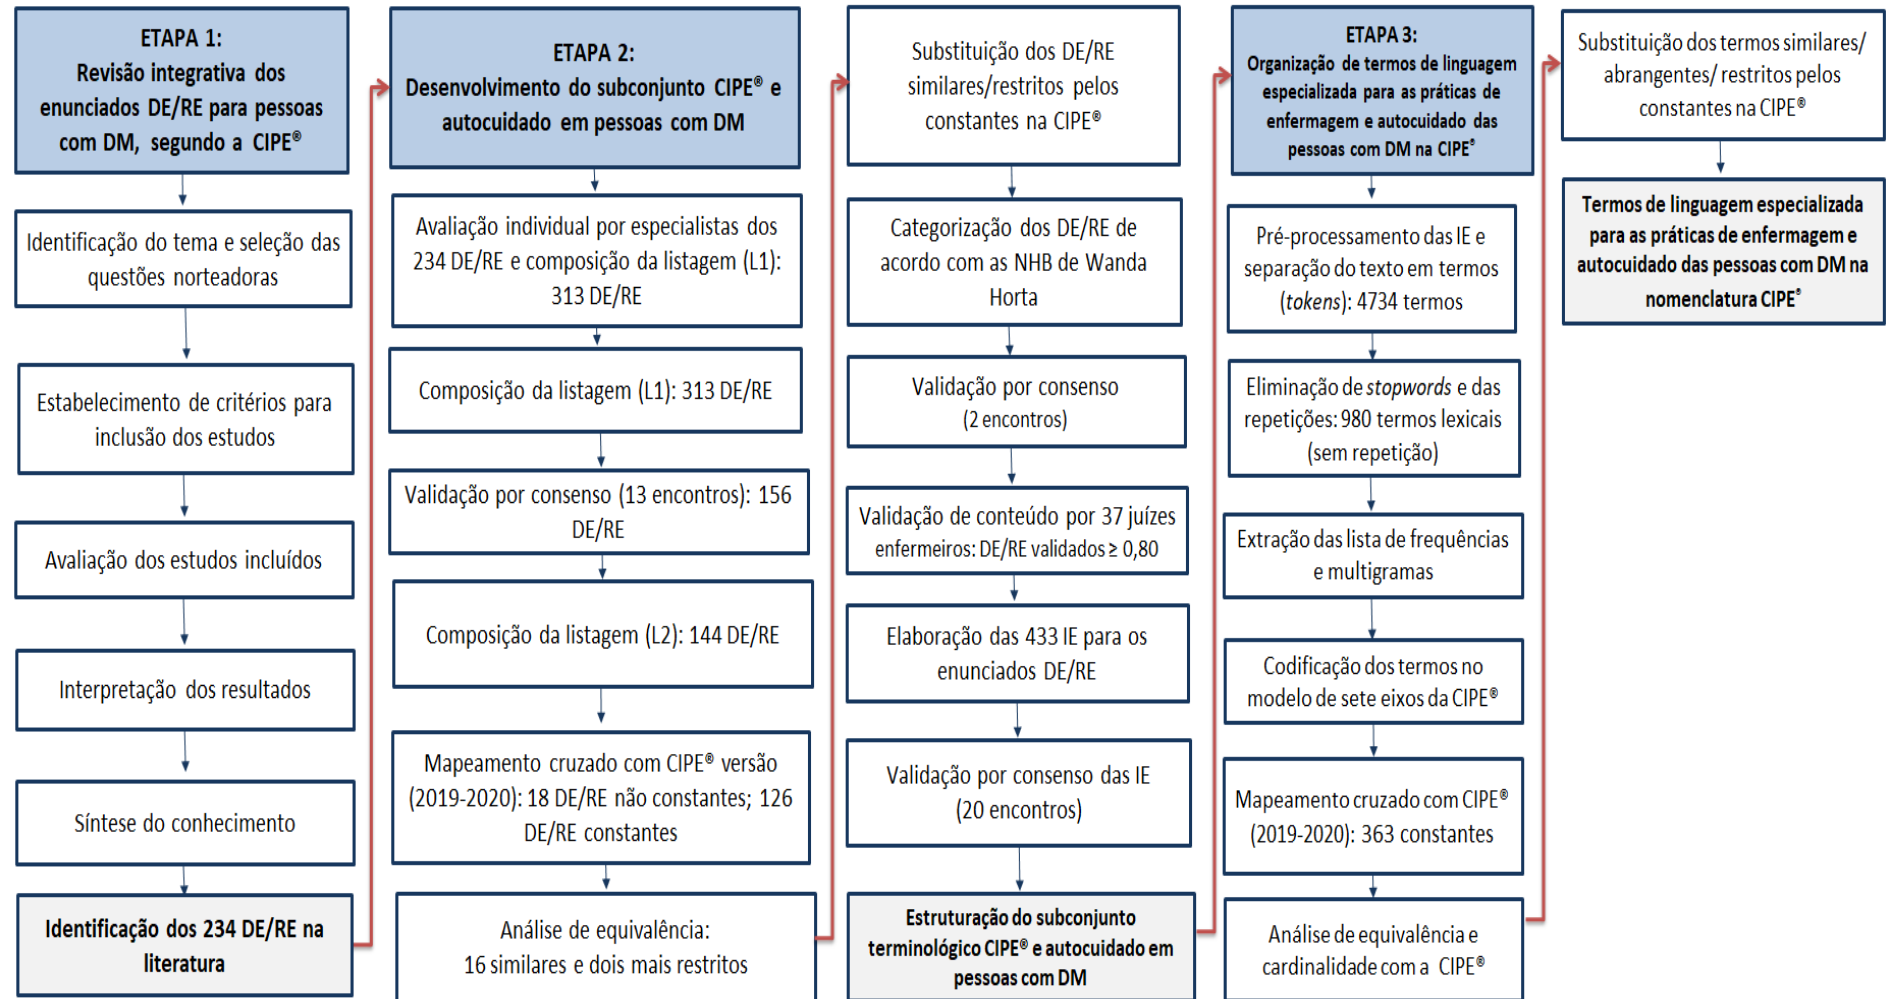 ETAPA 1:
Revisão integrativa dos
enunciados DE/RE para pessoas
com DM, segundo a CIPE®
Identificação do tema e seleção das
questões norteadoras
Estabelecimento de critérios para
inclusão dos estudos
Avaliação dos estudos incluídos
Interpretação dos resultados
Síntese do conhecimento
Identificação dos 234 DE/RE na
literatura
ETAPA 2:
Desenvolvimento do subconjunto CIPE® e
autocuidado em pessoas com DM
Avaliação individual por especialistas dos
234 DE/RE e composição da listagem (L1):
313 DE/RE
Composição da listagem (L1): 313 DE/RE
Validação por consenso (13 encontros): 156
DE/RE
Composição da listagem (L2): 144 DE/RE
Mapeamento cruzado com CIPE® versão
(2019-2020): 18 DE/RE não constantes; 126
DE/RE constantes
Análise de equivalência:
16 similares e dois mais restritos
Substituição dos DE/RE
similares/restritos pelos
constantes na CIPE®
Categorização dos DE/RE de
acordo com as NHB de Wanda
Horta
Validação por consenso
(2 encontros)
Validação de conteúdo por 37 juízes
enfermeiros: DE/RE validados ≥ 0,80
Elaboração das 433 IE para os
enunciados DE/RE
Validação por consenso das IE
(20 encontros)
Estruturação do subconjunto
terminológico CIPE® e autocuidado em
pessoas com DM
ETAPA 3:
Organização de termos de linguagem
especializada para as práticas de
enfermagem e autocuidado das
pessoas com DM na CIPE®
Pré-processamento das IE e
separação do texto em termos
(tokens): 4734 termos
Eliminação de stopwords e das
repetições: 980 termos lexicais
(sem repetição)
Extração das lista de frequências
e multigramas
Codificação dos termos no
modelo de sete eixos da CIPE®
Mapeamento cruzado com CIPE®
(2019-2020): 363 constantes
Análise de equivalência e
cardinalidade com a CIPE®
Substituição dos termos similares/
abrangentes/ restritos pelos
constantes na CIPE®
Termos de linguagem especializada
para as práticas de enfermagem e
autocuidado das pessoas com DM na
nomenclatura CIPE®